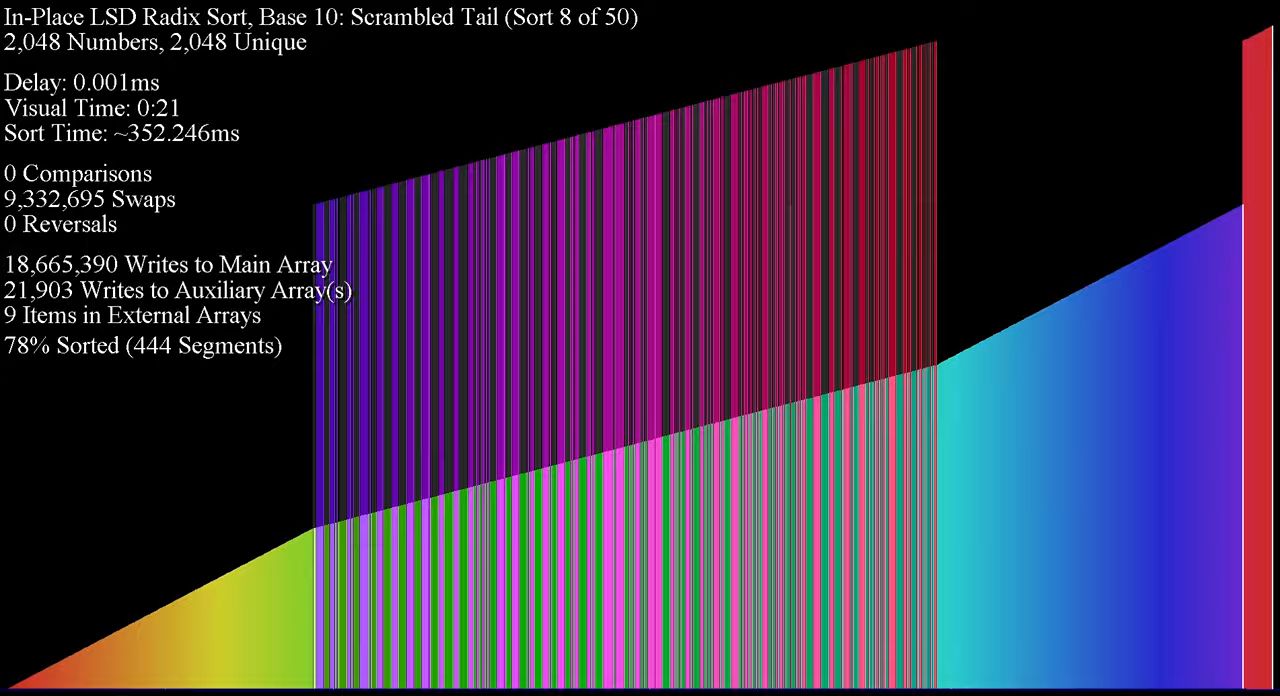 In-Place LSD Radix Sort, Base 10: Scrambled Tail (Sort 8 of 50)
2,048 Numbers, 2,048 Unique
Delay: 0.001ms
Visual Time: 0:21
Sort Time: ~352.246ms
0 Comparisons
9,332,695 Swaps
0 Reversals
18,665,390 Writes to Main Array
21,903 Writes to Auxiliary Array(s)
9 Items in External Arrays
78% Sorted (444 Segments)